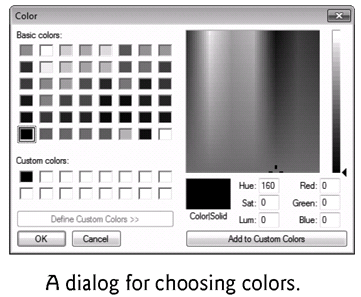 Color
Basic colors:
Custom colors:
Define Custom Colors >>
OK
Cancel
Color|Solid
Hue: 160
Sat: 0
Lum: 0
Red: 0
Green: 0
Blue: 0
Add to Custom Colors
A dialog for choosing colors.